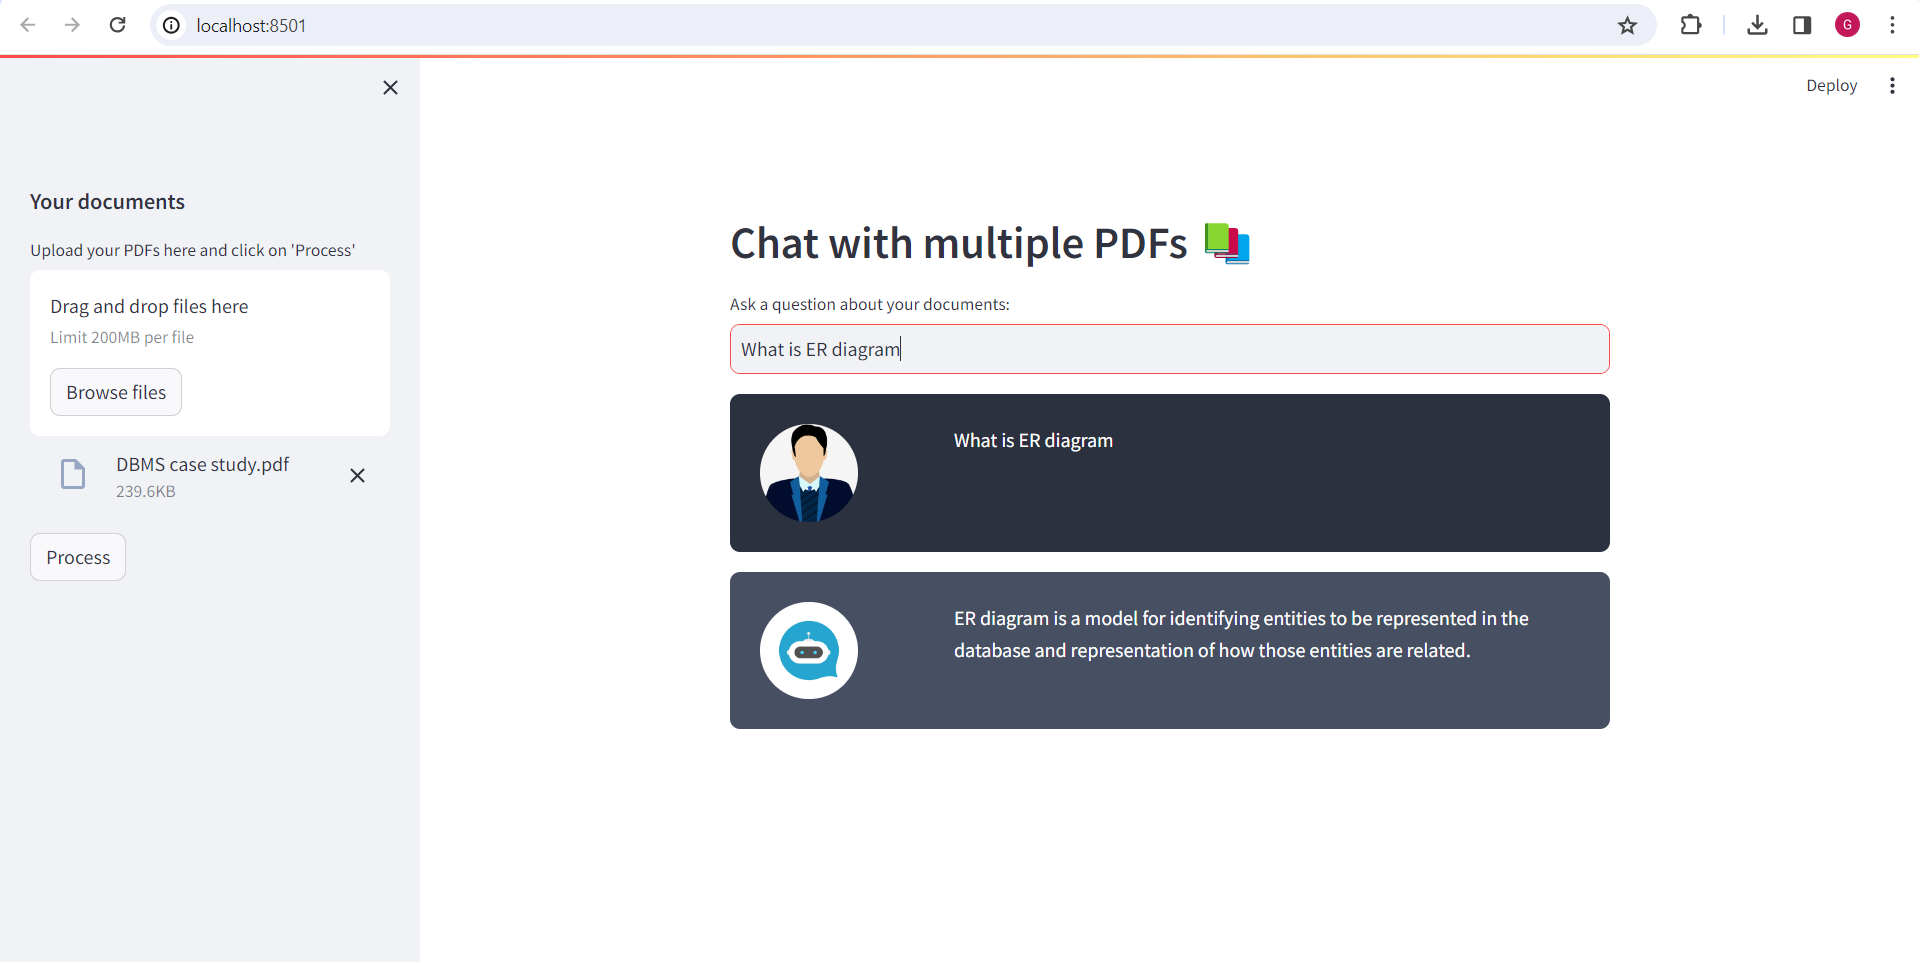 localhost:8501
G
Deploy
Your documents
Upload your PDFs here and click on 'Process'
Drag and drop files here
Limit 200MB per file
Browse files
DBMS case study.pdf
239.6KB
Process
Chat with multiple PDFs
Ask a question about your documents:
What is ER diagram
What is ER diagram
ER diagram is a model for identifying entities to be represented in the
database and representation of how those entities are related.